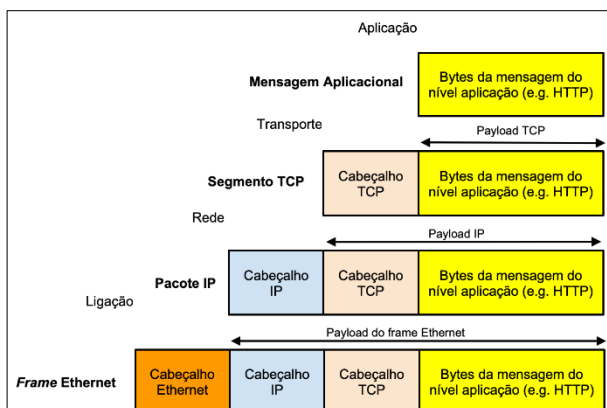 Aplicação
Mensagem Aplicacional
Bytes da mensagem do
nível aplicação (e.g. HTTP)
Transporte
Payload TCP
Segmento TCP
Cabeçalho
TCP
Bytes da mensagem do
nível aplicação (e.g. HTTP)
Rede
Payload IP
Pacote IP
Cabeçalho
IP
Cabeçalho
TCP
Bytes da mensagem do
nível aplicação (e.g. HTTP)
Ligação
Payload do frame Ethernet
Frame Ethernet
Cabeçalho
Ethernet
Cabeçalho
IP
Cabeçalho
TCP
Bytes da mensagem do
nível aplicação (e.g. HTTP)